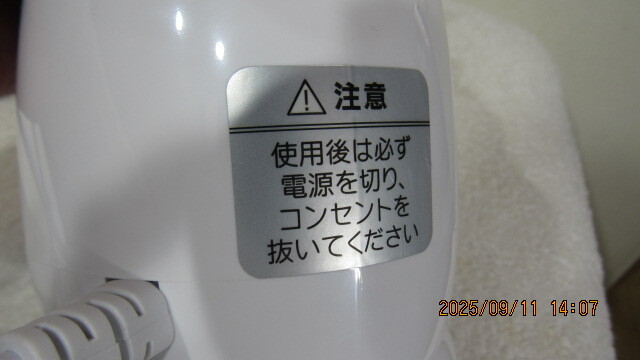 ⚠ 注意
使用後は必ず
電源を切り、
コンセントを
抜いてください
2025/09/11 14:07